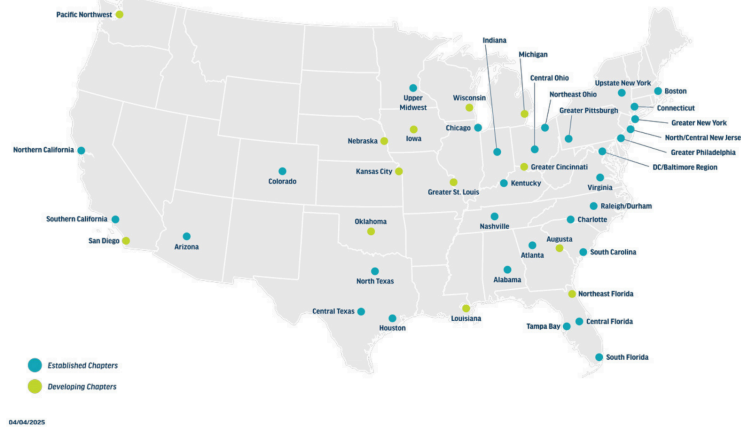 Pacific Northwest
Indiana
Michigan
Central Ohio
Upstate New York
Boston
Northeast Ohio
Upper
Midwest
Wisconsin
Greater Pittsburgh
Connecticut
Greater New York
North/Central New Jerse
Greater Philadelphia
DC/Baltimore Region
Chicago
Iowa
Nebraska
Northern California
Colorado
Kansas City
Greater St. Louis
Greater Cincinnati
Kentucky
Virginia
Raleigh/Durham
Charlotte
Nashville
Southern California
San Diego
Arizona
Oklahoma
Augusta
Atlanta
South Carolina
North Texas
Alabama
Northeast Florida
Central Texas
Houston
Louisiana
Tampa Bay
Central Florida
South Florida
Established Chapters
Developing Chapters
04/04/2025